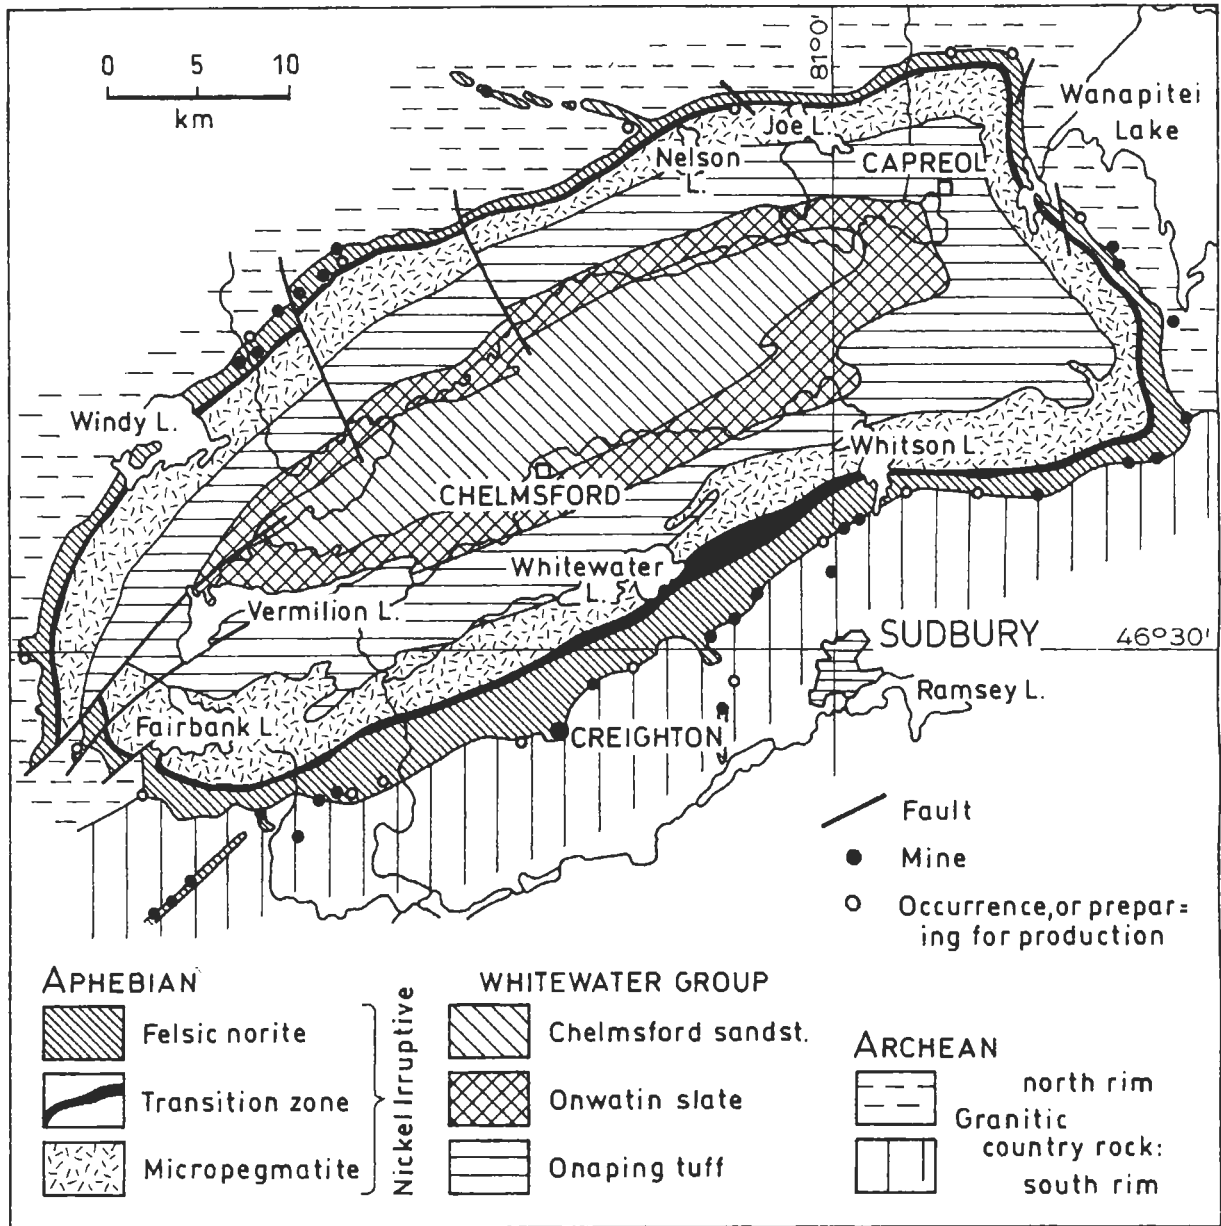 0 5 10
km
81°0'
Wanapitei
Lake
Joe L.
Nelson
L.
CAPREOL
Windy L.
Whitson L.
CHELMSFORD
Whitewater
L.
Vermilion L.
SUDBURY
46°30'
Ramsey L.
Fairbank L.
CREIGHTON
Fault
Mine
Occurrence, or prepar=
ing for production
APHEBIAN
Felsic norite
Transition zone
Micropegmatite
Nickel Irruptive
WHITEWATER GROUP
Chelmsford sandst.
Onwatin slate
Onaping tuff
ARCHEAN
north rim
Granitic
country rock:
south rim